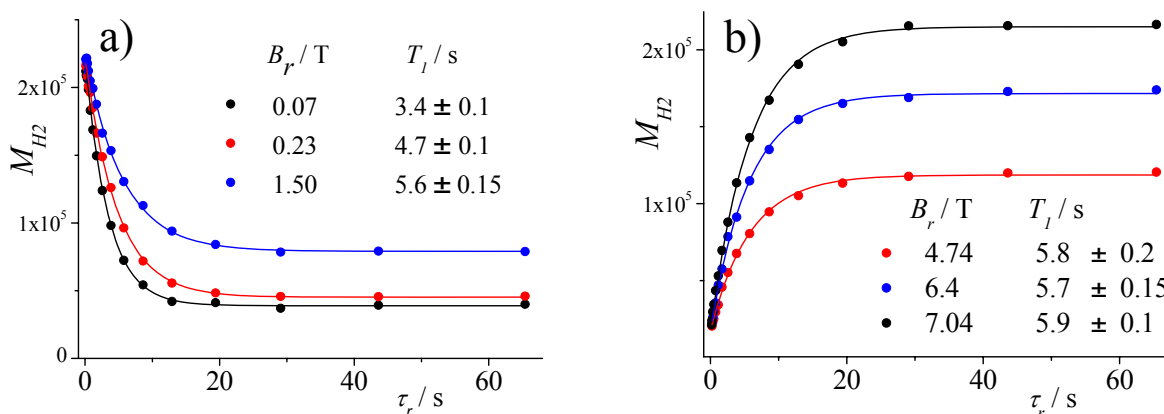 a)
B_r / T T_1 / s
0.07 3.4 ± 0.1
0.23 4.7 ± 0.1
1.50 5.6 ± 0.15
M_H2
2x10^5
1x10^5
0
0 20 40 60
τ_r / s
b)
M_H2
2x10^5
1x10^5
B_r / T T_1 / s
4.74 5.8 ± 0.2
6.4 5.7 ± 0.15
7.04 5.9 ± 0.1
0 20 40 60
τ_r / s